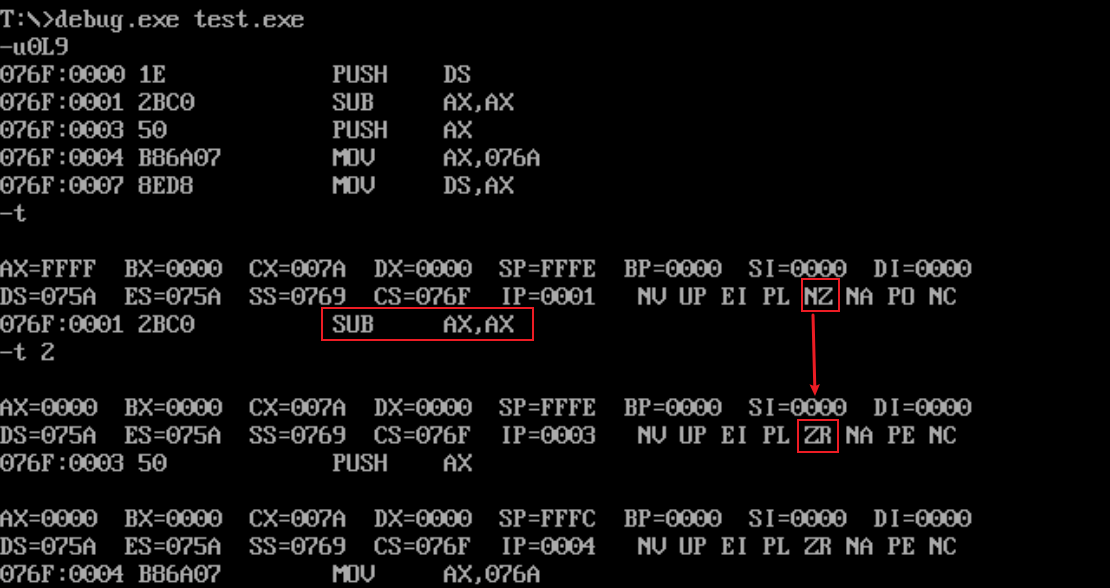 T:\>debug.exe test.exe
-u0L9
076F:0000 1E PUSH DS
076F:0001 2BC0 SUB AX,AX
076F:0003 50 PUSH AX
076F:0004 B86A07 MOV AX,076A
076F:0007 8ED8 MOV DS,AX
-t
AX=FFFF BX=0000 CX=007A DX=0000 SP=FFFE BP=0000 SI=0000 DI=0000
DS=075A ES=075A SS=0769 CS=076F IP=0001 NV UP EI PL NZ NA PO NC
076F:0001 2BC0 SUB AX,AX
-t 2
AX=0000 BX=0000 CX=007A DX=0000 SP=FFFE BP=0000 SI=0000 DI=0000
DS=075A ES=075A SS=0769 CS=076F IP=0003 NV UP EI PL ZR NA PE NC
076F:0003 50 PUSH AX
AX=0000 BX=0000 CX=007A DX=0000 SP=FFFC BP=0000 SI=0000 DI=0000
DS=075A ES=075A SS=0769 CS=076F IP=0004 NV UP EI PL ZR NA PE NC
076F:0004 B86A07 MOV AX,076A